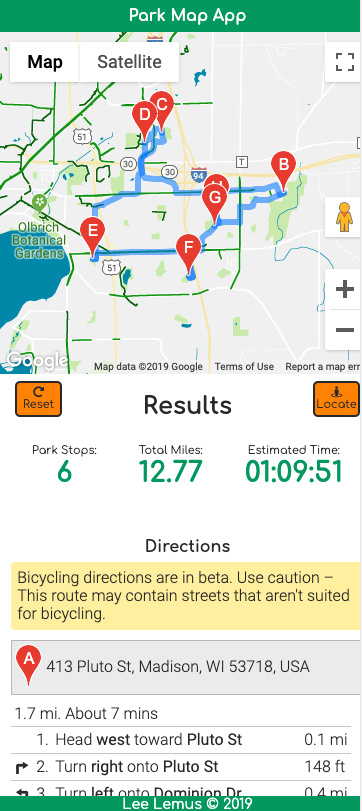 Park Map App
Map Satellite
C
D
51
30
30
94
T
B
G
Olbrich
Botanical
Gardens
E
F
51
Google
Map data ©2019 Google Terms of Use Report a map err
Reset
Results
Locate
Park Stops: Total Miles: Estimated Time:
6 12.77 01:09:51
Directions
Bicycling directions are in beta. Use caution –
This route may contain streets that aren't suited
for bicycling.
A 413 Pluto St, Madison, WI 53718, USA
1.7 mi. About 7 mins
1. Head west toward Pluto St 0.1 mi
2. Turn right onto Pluto St 148 ft
3. Turn left onto Dominion Dr 0.4 mi
Lee Lemus © 2019